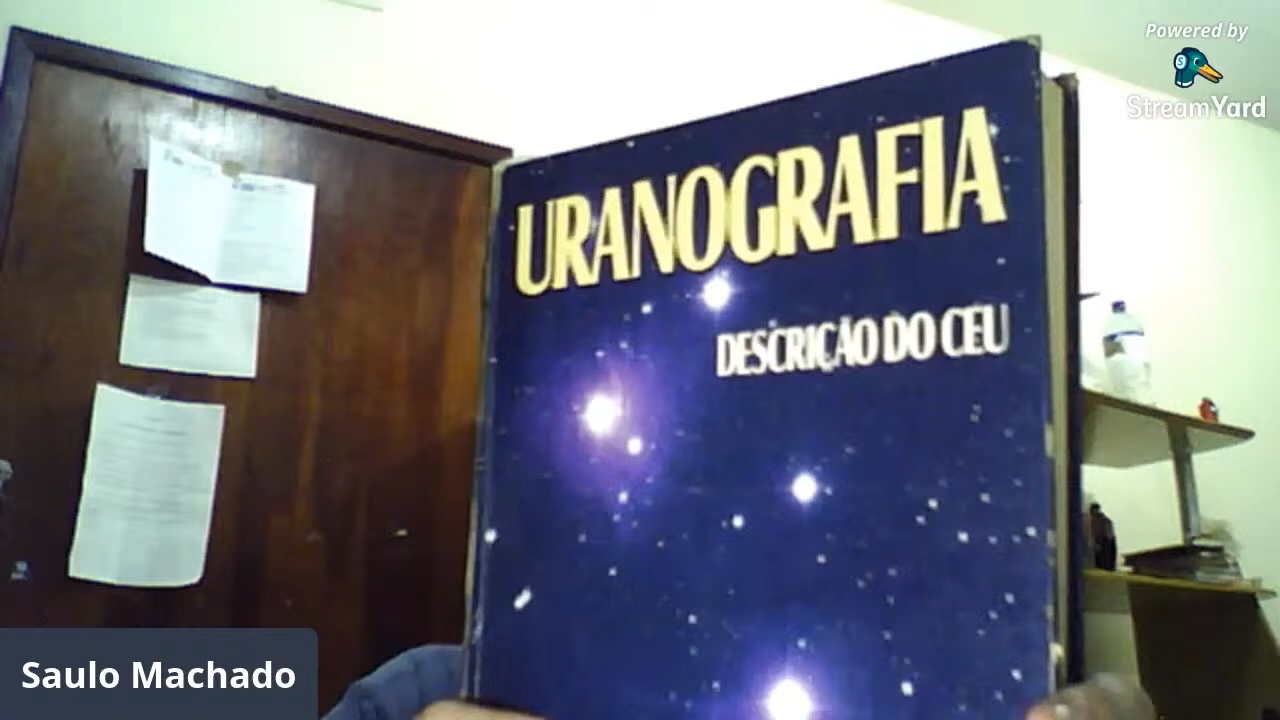 Powered by
StreamYard
URANOGRAFIA
DESCRIÇÃO DO CEU
Saulo Machado